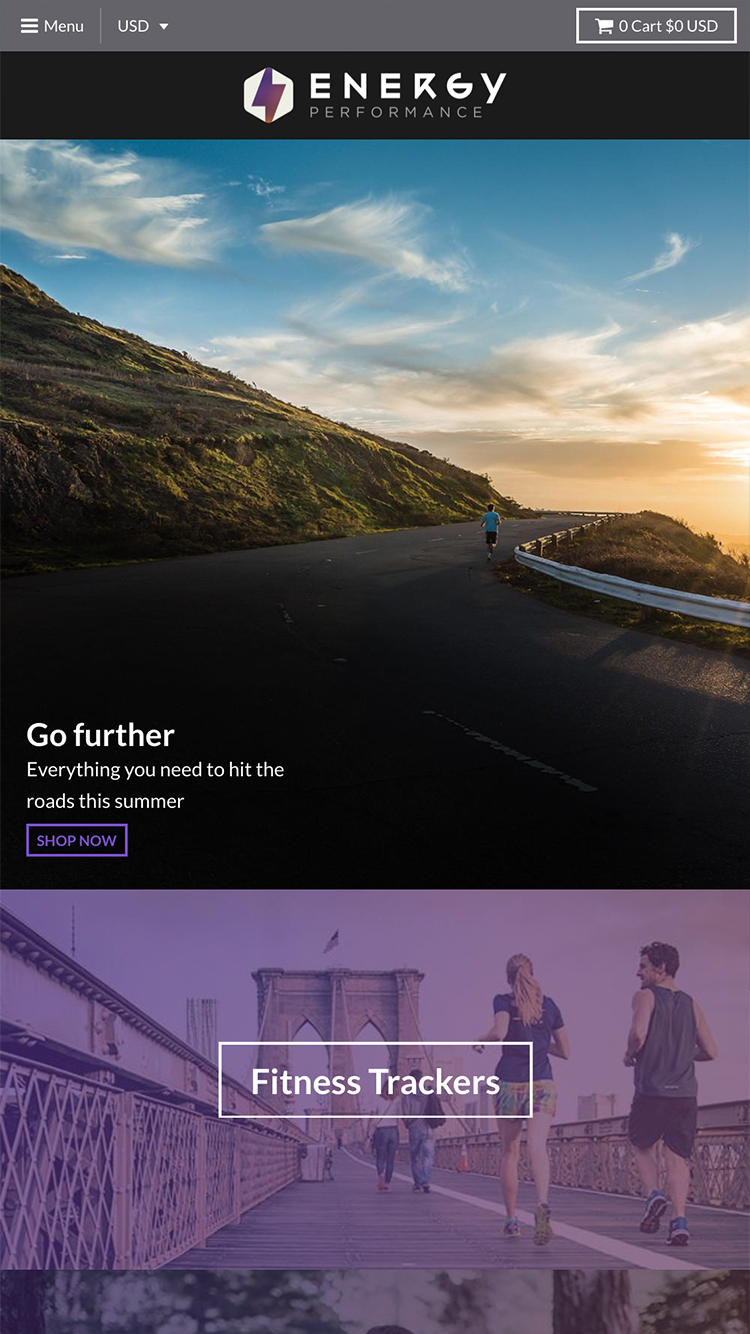 Menu USD 0 Cart $0 USD
ENERGY
PERFORMANCE
Go further
Everything you need to hit the
roads this summer
SHOP NOW
Fitness Trackers